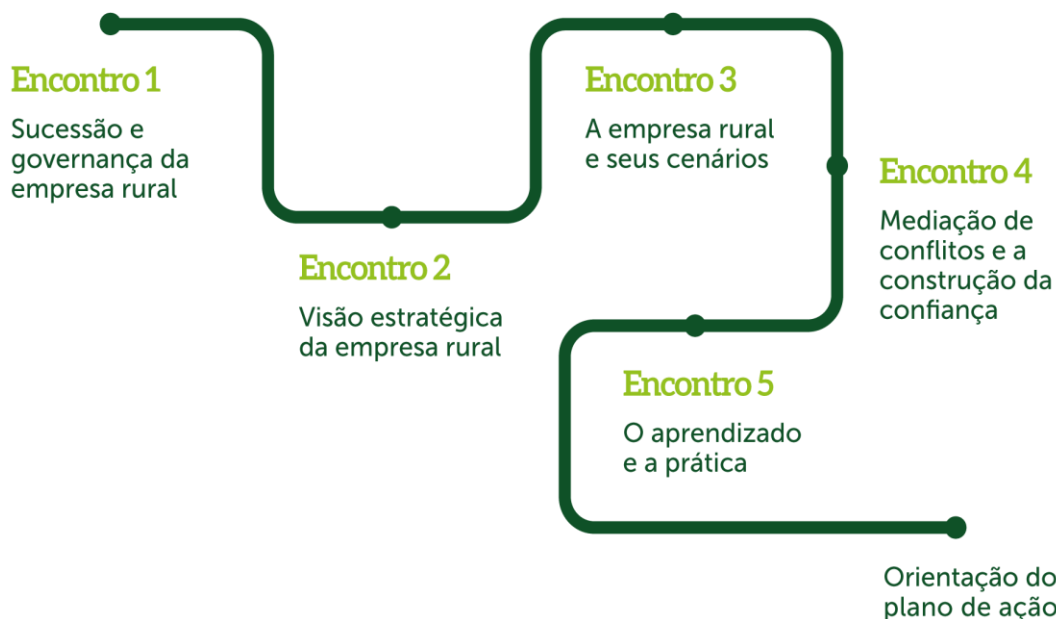 Encontro 1
Sucessão e
governança da
empresa rural
Encontro 2
Visão estratégica
da empresa rural
Encontro 3
A empresa rural
e seus cenários
Encontro 4
Mediação de
conflitos e a
construção da
confiança
Encontro 5
O aprendizado
e a prática
Orientação do
plano de ação